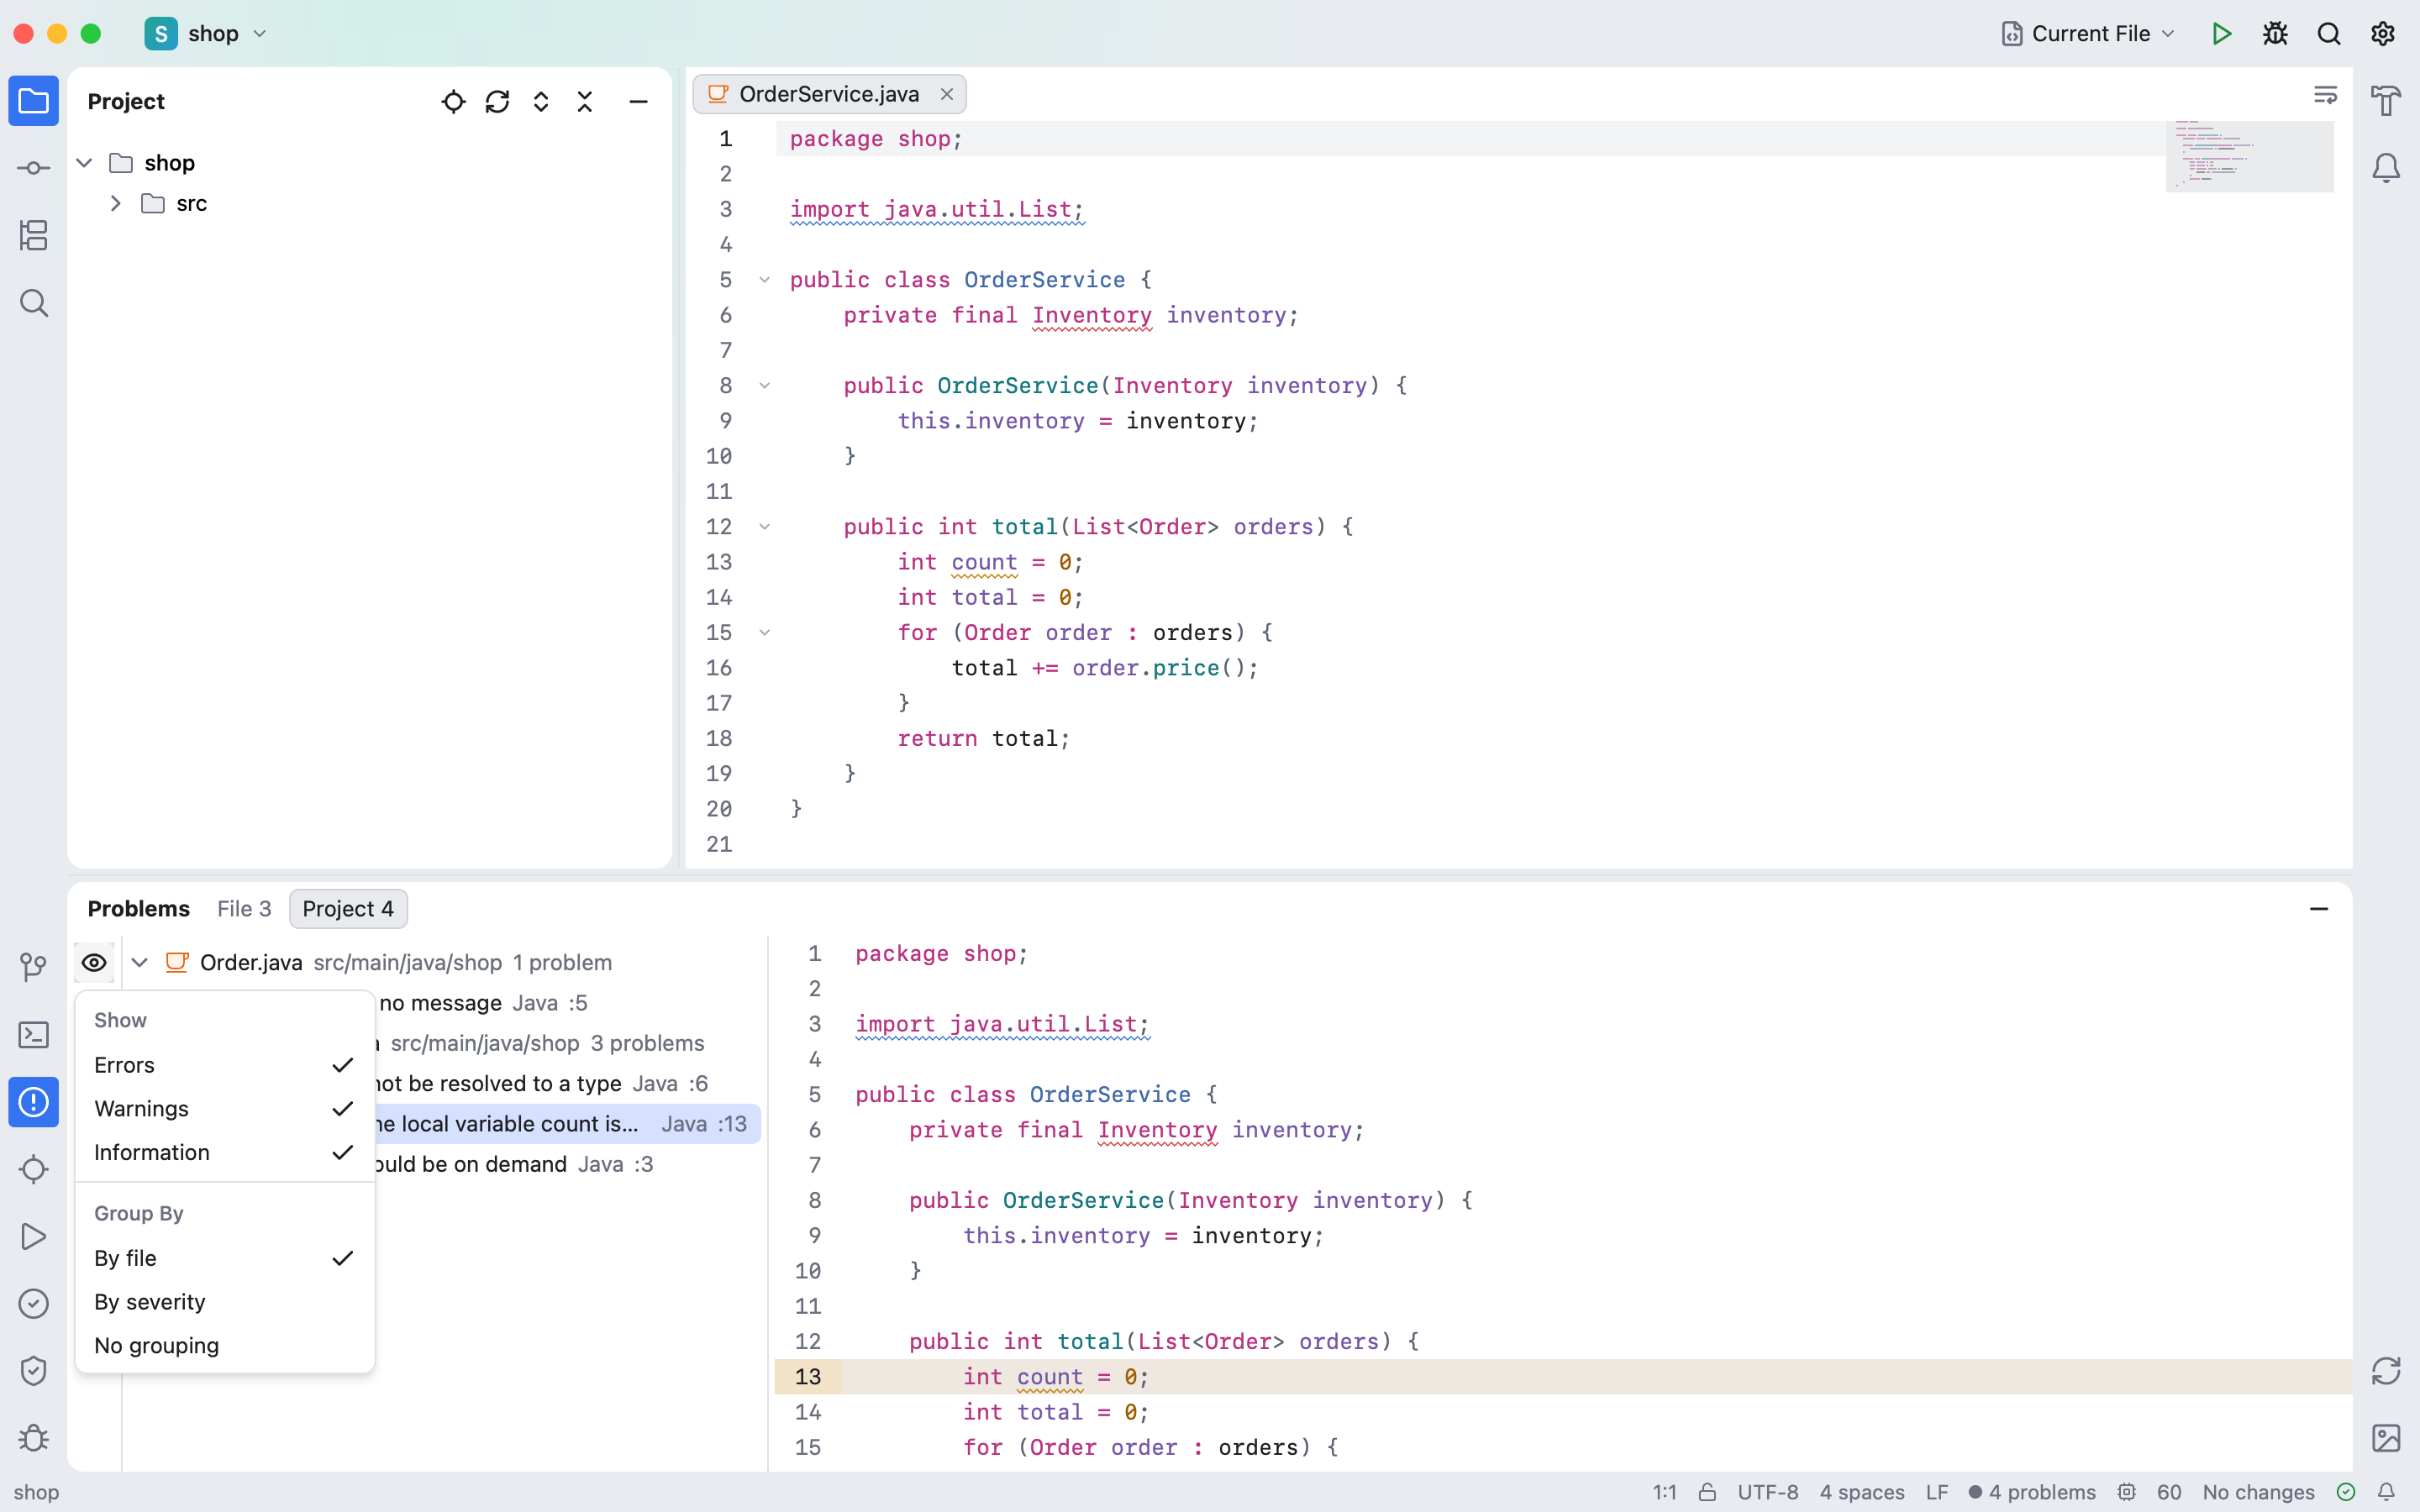 S shop
Current File
Project
shop
src
OrderService.java
1 package shop;
2
3 import java.util.List;
4
5 public class OrderService {
6 private final Inventory inventory;
7
8 public OrderService(Inventory inventory) {
9 this.inventory = inventory;
10 }
11
12 public int total(List<Order> orders) {
13 int count = 0;
14 int total = 0;
15 for (Order order : orders) {
16 total += order.price();
17 }
18 return total;
19 }
20 }
21
Problems File 3 Project 4
Order.java src/main/java/shop 1 problem
no message Java :5
src/main/java/shop 3 problems
not be resolved to a type Java :6
local variable count is... Java :13
be on demand Java :3
Show
Errors
Warnings
Information
Group By
By file
By severity
No grouping
1 package shop;
2
3 import java.util.List;
4
5 public class OrderService {
6 private final Inventory inventory;
7
8 public OrderService(Inventory inventory) {
9 this.inventory = inventory;
10 }
11
12 public int total(List<Order> orders) {
13 int count = 0;
14 int total = 0;
15 for (Order order : orders) {
shop
1:1 UTF-8 4 spaces LF 4 problems 60 No changes